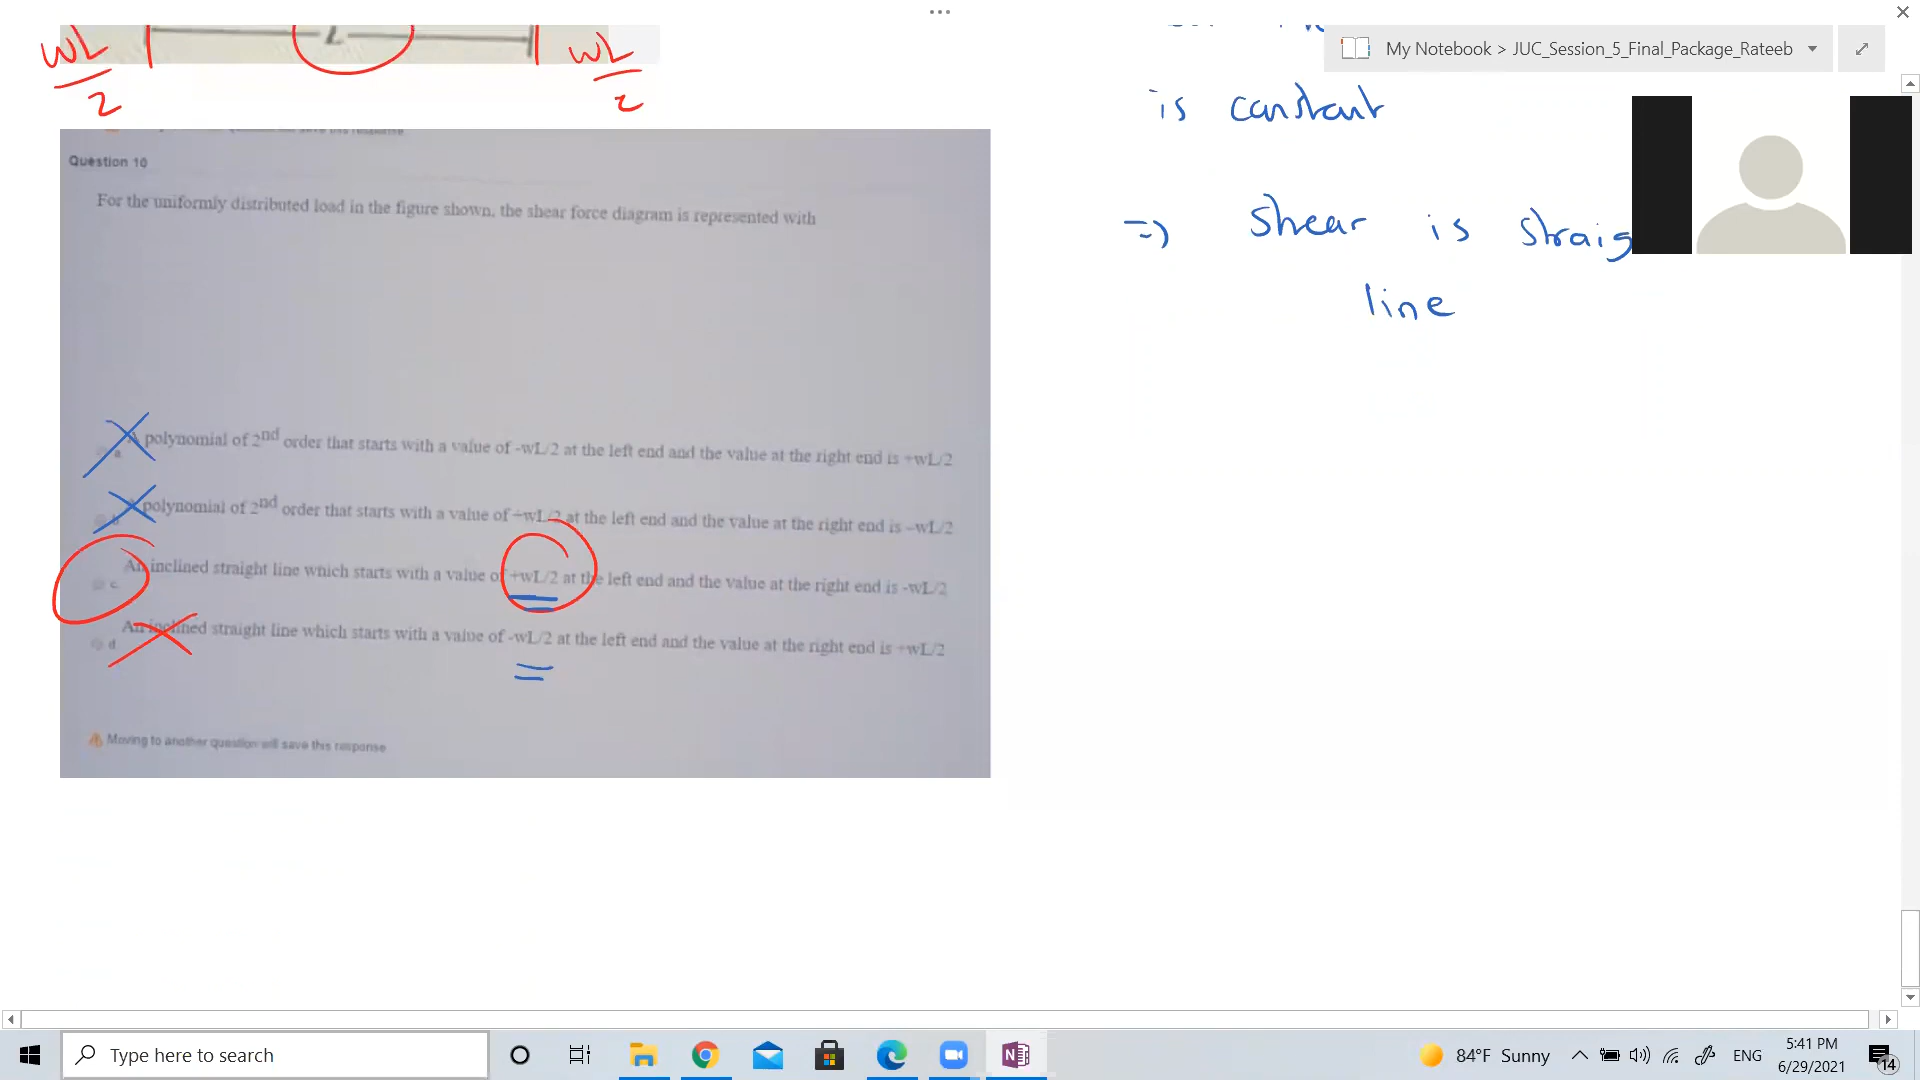 My Notebook > JUC_Session_5_Final_Package_Rateeb
wL/2
L
wL/2
is constant
=> shear is straig
line
Question 10
For the uniformly distributed load in the figure shown, the shear force diagram is represented with
a. A polynomial of 2nd order that starts with a value of -wL/2 at the left end and the value at the right end is +wL/2
b. A polynomial of 2nd order that starts with a value of +wL/2 at the left end and the value at the right end is -wL/2
c. An inclined straight line which starts with a value of +wL/2 at the left end and the value at the right end is -wL/2
d. An inclined straight line which starts with a value of -wL/2 at the left end and the value at the right end is +wL/2
Moving to another question will save this response
Type here to search
84°F Sunny
ENG
5:41 PM
6/29/2021
14